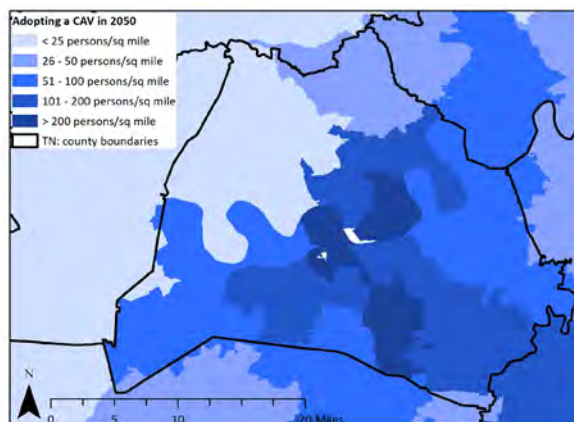 Adopting a CAV in 2050
< 25 persons/sq mile
26 - 50 persons/sq mile
51 - 100 persons/sq mile
101 - 200 persons/sq mile
> 200 persons/sq mile
TN: county boundaries
N
0 5 10 20 Miles